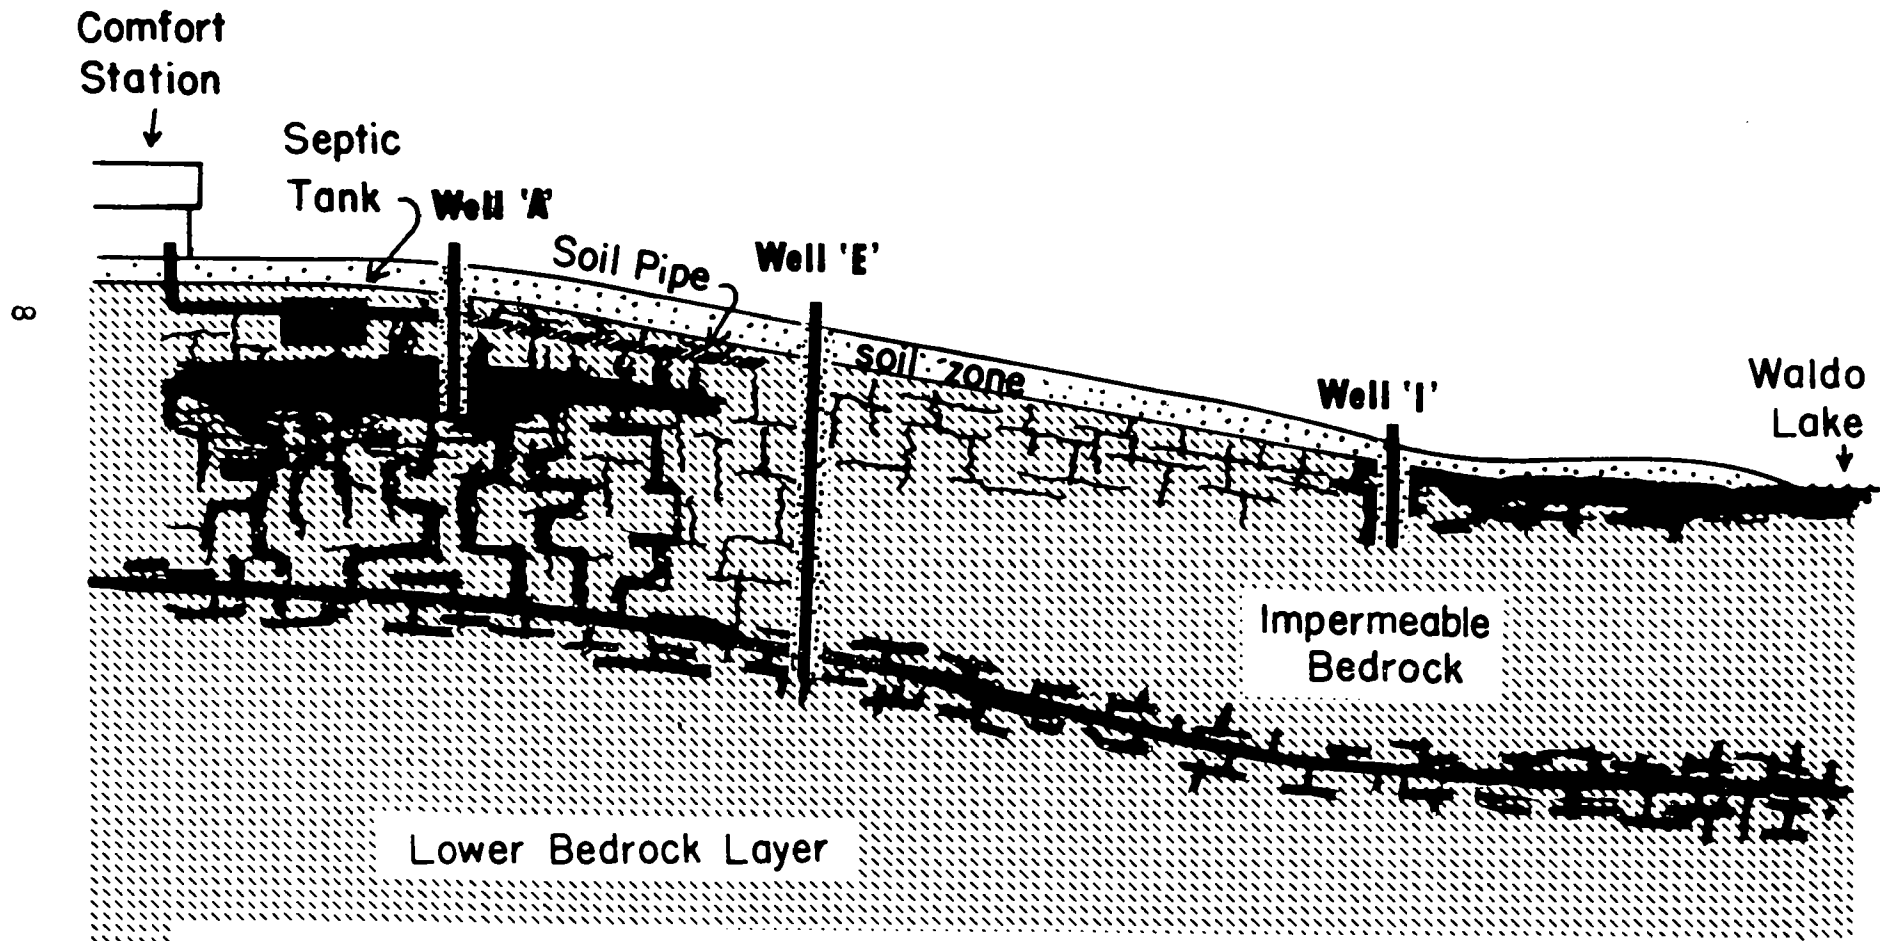 Comfort
Station
Septic
Tank
Well 'A'
Soil Pipe
Well 'E'
soil zone
Well 'I'
Waldo
Lake
8
Impermeable
Bedrock
Lower Bedrock Layer